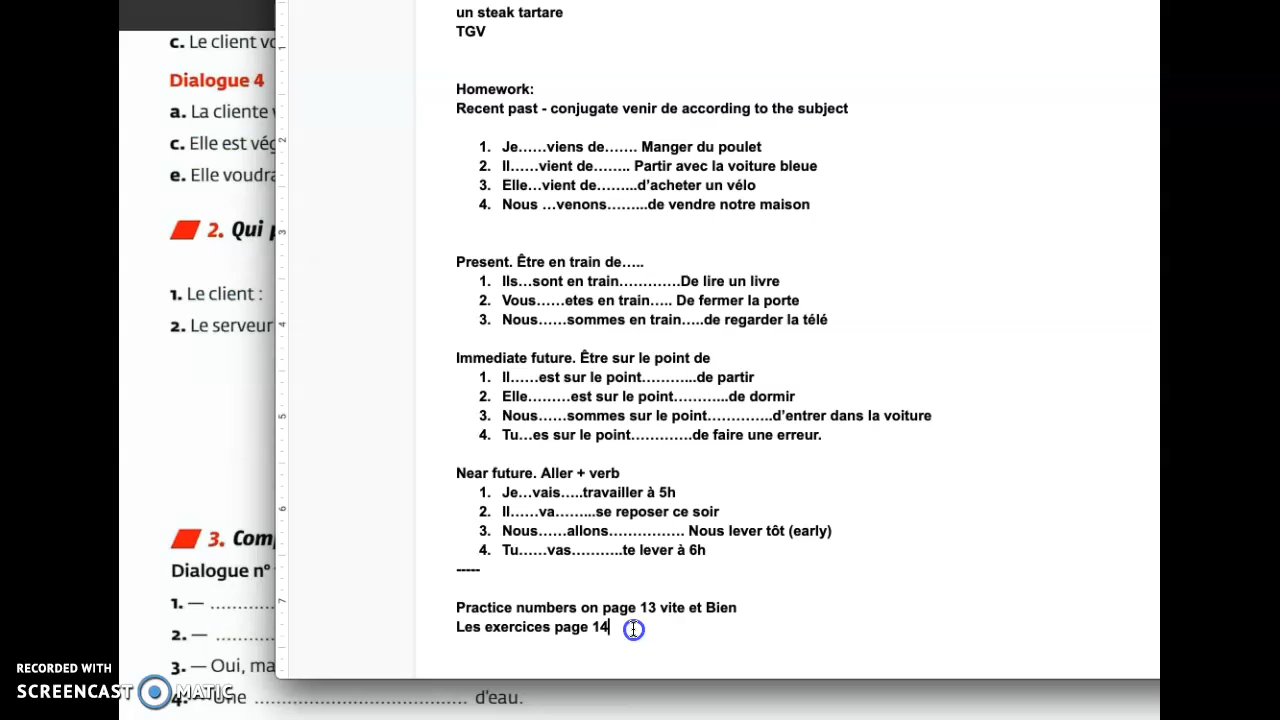 un steak tartare
TGV
c. Le client
Dialogue 4
a. La cliente
c. Elle est
e. Elle
2. Qui
1. Le client :
2. Le serveur
3.
Dialogue n°
1. —
2. —
3. — Oui,
4. — Une ........................................ d'eau.
Homework:
Recent past - conjugate venir de according to the subject
1. Je……viens de……. Manger du poulet
2. Il……vient de…….. Partir avec la voiture bleue
3. Elle…vient de……...d'acheter un vélo
4. Nous …venons……...de vendre notre maison
Present. Être en train de…..
1. Ils…sont en train………….De lire un livre
2. Vous……etes en train….. De fermer la porte
3. Nous……sommes en train…..de regarder la télé
Immediate future. Être sur le point de
1. Il……est sur le point………...de partir
2. Elle………est sur le point………...de dormir
3. Nous……sommes sur le point…………..d'entrer dans la voiture
4. Tu…es sur le point………….de faire une erreur.
Near future. Aller + verb
1. Je…vais…..travailler à 5h
2. Il……va……...se reposer ce soir
3. Nous……allons……………. Nous lever tôt (early)
4. Tu……vas………..te lever à 6h
-----
Practice numbers on page 13 vite et Bien
Les exercices page 14
RECORDED WITH
SCREENCAST MATIC